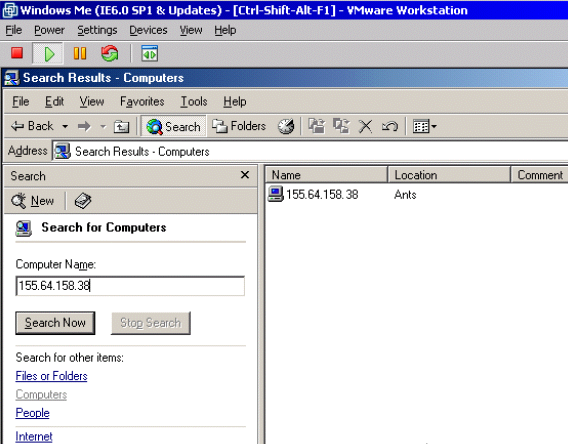 Windows Me (IE6.0 SP1 & Updates) - [Ctrl-Shift-Alt-F1] - VMware Workstation
File Power Settings Devices View Help
Search Results - Computers
File Edit View Favorites Tools Help
Back Search Folders
Address Search Results - Computers
Search
New
Search for Computers
Computer Name:
155.64.158.38
Search Now Stop Search
Search for other items:
Files or Folders
Computers
People
Internet
Name Location Comment
155.64.158.38 Ants